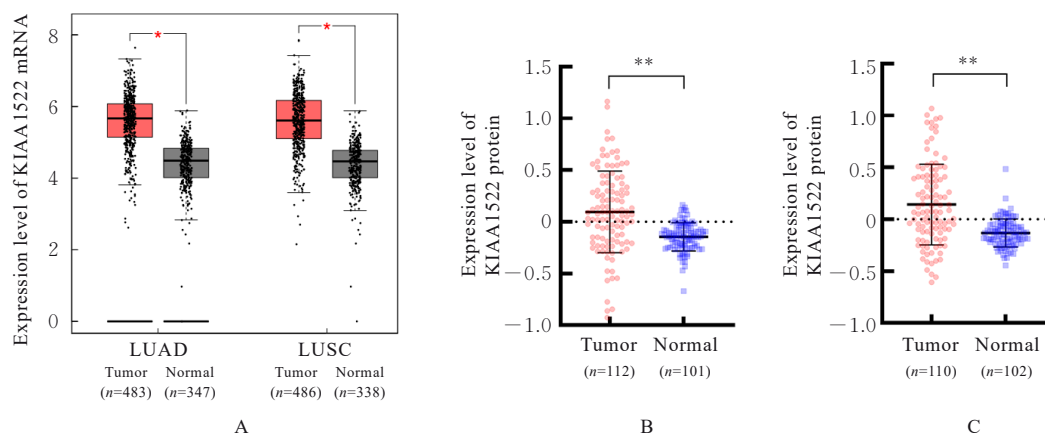 Expression level of KIAA1522 mRNA
8
6
4
2
0
*
*
LUAD
LUSC
Tumor
Normal
Tumor
Normal
(n=483)
(n=347)
(n=486)
(n=338)
A
Expression level of
KIAA1522 protein
1.5
1.0
0.5
0
−0.5
−1.0
**
Tumor
Normal
(n=112)
(n=101)
B
Expression level of
KIAA1522 protein
1.5
1.0
0.5
0
−0.5
−1.0
**
Tumor
Normal
(n=110)
(n=102)
C